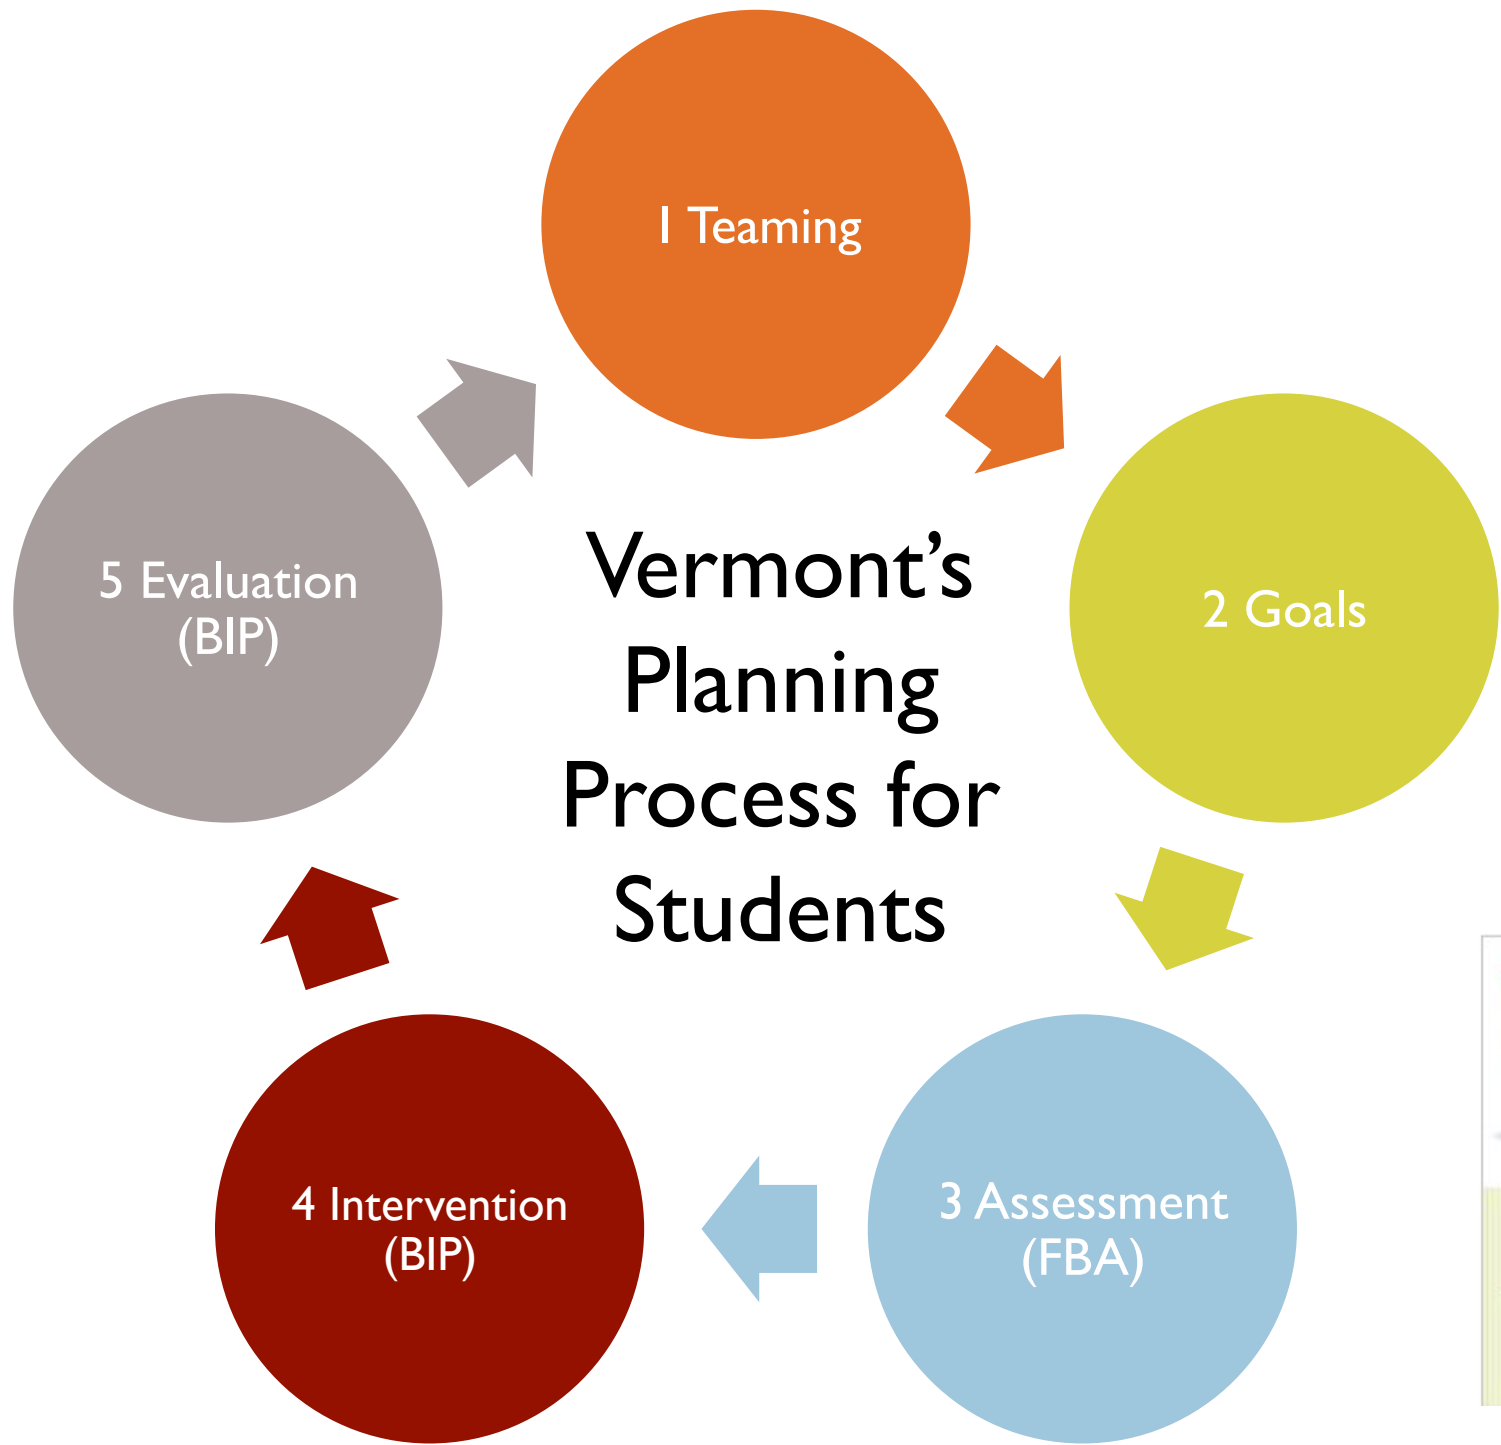 1 Teaming
2 Goals
3 Assessment
(FBA)
4 Intervention
(BIP)
5 Evaluation
(BIP)
Vermont’s
Planning
Process for
Students